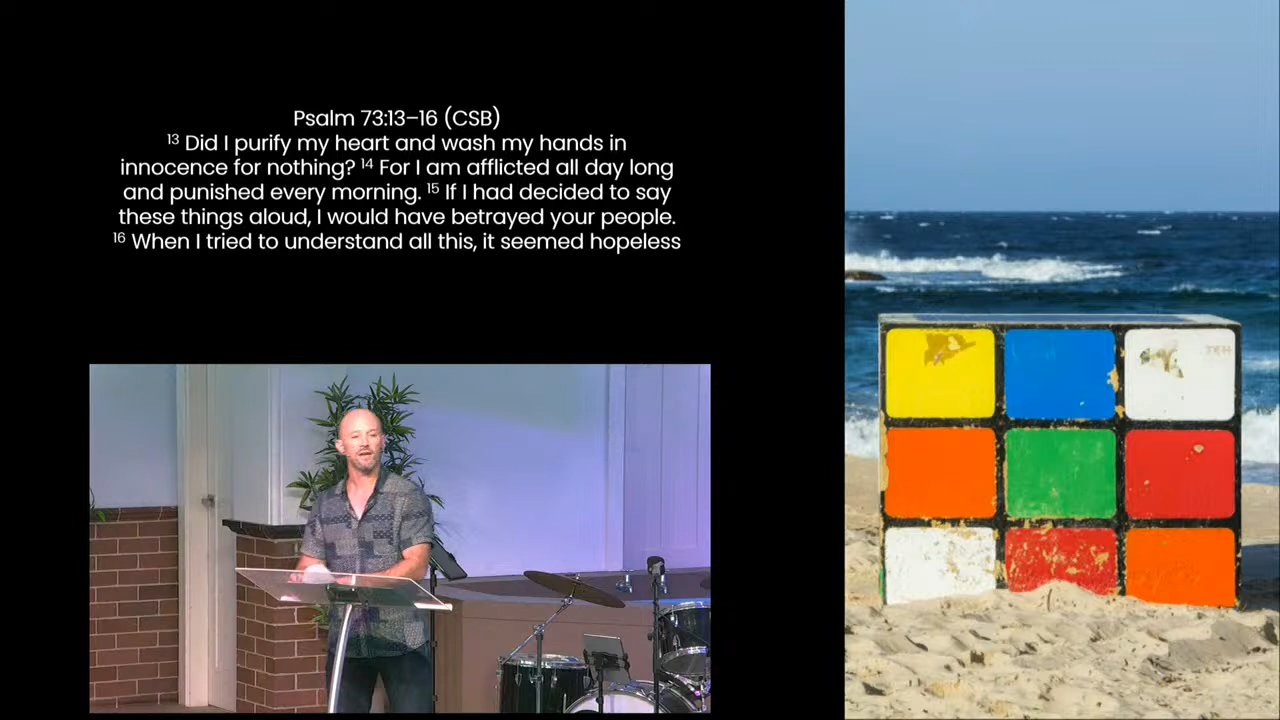 Psalm 73:13–16 (CSB)
¹³ Did I purify my heart and wash my hands in
innocence for nothing? ¹⁴ For I am afflicted all day long
and punished every morning. ¹⁵ If I had decided to say
these things aloud, I would have betrayed your people.
¹⁶ When I tried to understand all this, it seemed hopeless